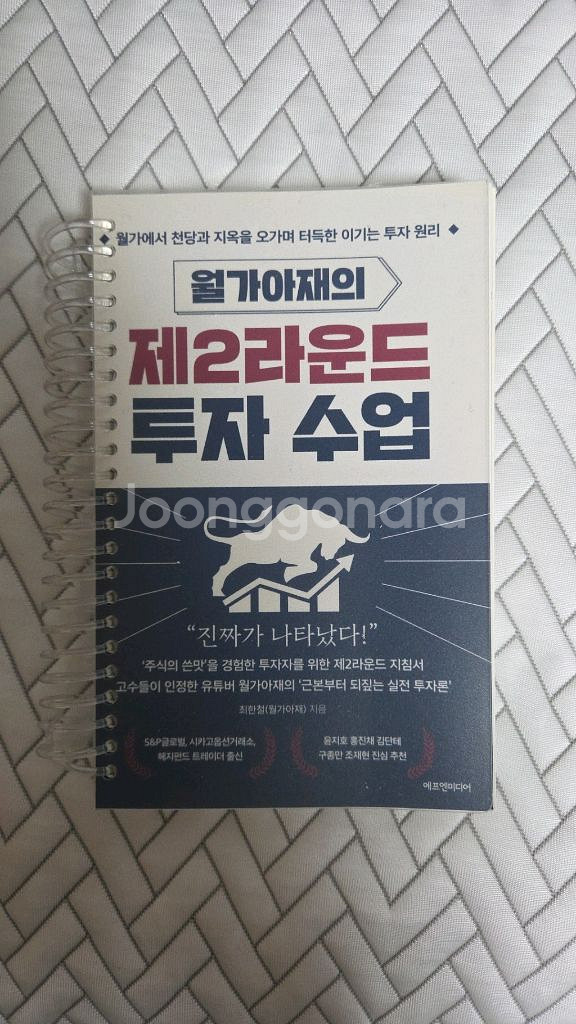 ◆ 월가에서 천당과 지옥을 오가며 터득한 이기는 투자 원리 ◆
월가아재의
제2라운드
투자 수업
Joonggonara
“진짜가 나타났다!”
'주식의 쓴맛'을 경험한 투자자를 위한 제2라운드 지침서
고수들이 인정한 유튜버 월가아재의 '근본부터 되짚는 실전 투자론'
최한철(월가아재) 지음
S&P글로벌, 시카고옵션거래소,
헤지펀드 트레이더 출신
윤지호 홍진채 김단테
구종만 조재현 진심 추천
에프엔미디어